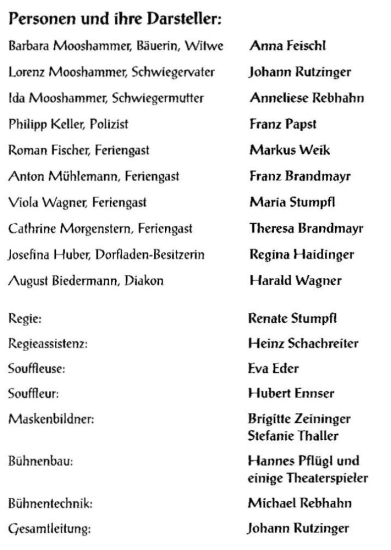 Personen und ihre Darsteller:
Barbara Mooshammer, Bäuerin, Witwe Anna Feischl
Lorenz Mooshammer, Schwiegervater Johann Rutzinger
Ida Mooshammer, Schwiegermutter Anneliese Rebhahn
Philipp Keller, Polizist Franz Papst
Roman Fischer, Feriengast Markus Weik
Anton Mühlemann, Feriengast Franz Brandmayr
Viola Wagner, Feriengast Maria Stumpfl
Cathrine Morgenstern, Feriengast Theresa Brandmayr
Josefina Huber, Dorfladen-Besitzerin Regina Haidinger
August Biedermann, Diakon Harald Wagner
Regie: Renate Stumpfl
Regieassistenz: Heinz Schachreiter
Souffleuse: Eva Eder
Souffleur: Hubert Ennser
Maskenbildner: Brigitte Zeininger
Stefanie Thaller
Bühnenbau: Hannes Pflügl und
einige Theaterspieler
Bühnentechnik: Michael Rebhahn
Gesamtleitung: Johann Rutzinger